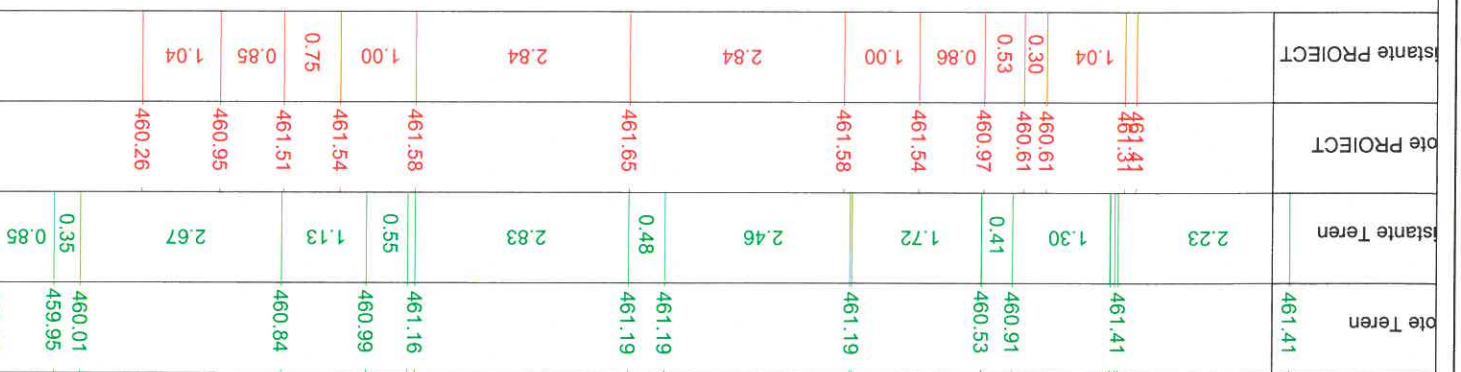 ote Teren 461.41 461.41 460.91 460.53 461.19 461.19 461.19 461.16 460.99 460.84 460.01 459.95
istante Teren 2.23 1.30 0.41 1.72 2.46 0.48 2.83 0.55 1.13 2.67 0.35 0.85
ote PROIECT 461.41 461.31 460.61 460.61 460.97 461.54 461.58 461.65 461.58 461.54 461.51 460.95 460.26
istante PROIECT 1.04 0.30 0.53 0.86 1.00 2.84 2.84 1.00 0.75 0.85 1.04